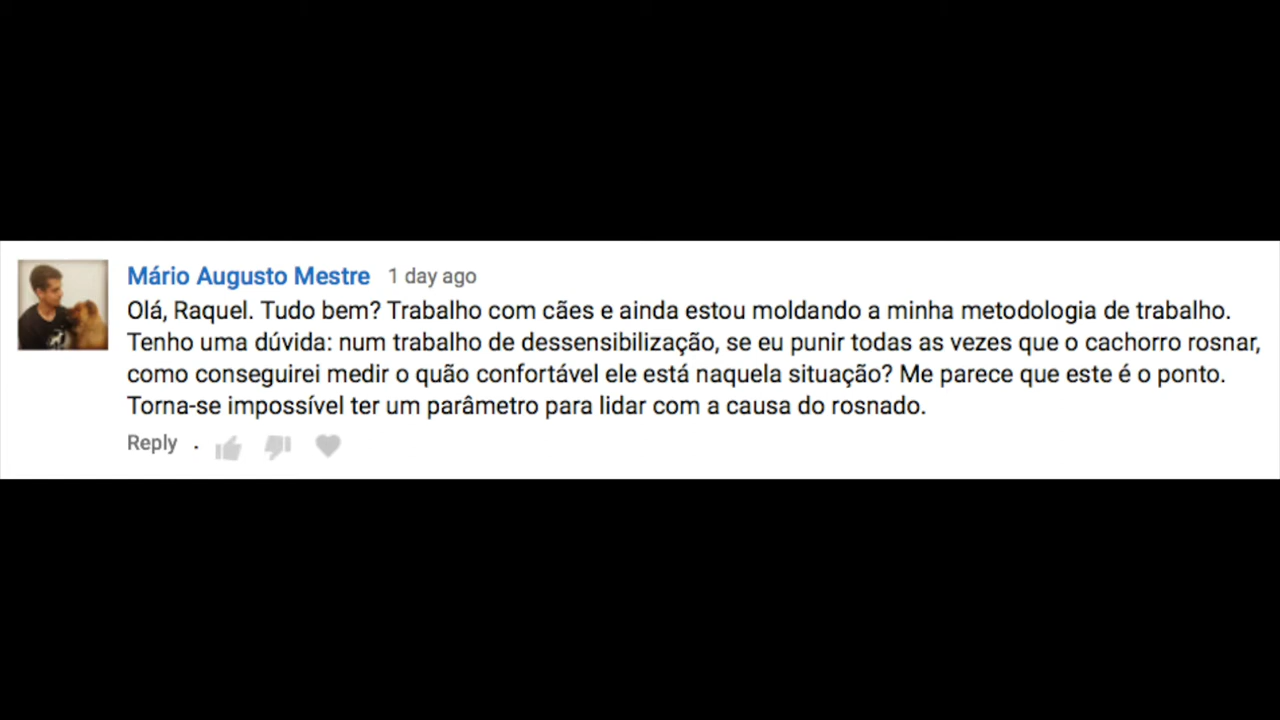 Mário Augusto Mestre 1 day ago
Olá, Raquel. Tudo bem? Trabalho com cães e ainda estou moldando a minha metodologia de trabalho.
Tenho uma dúvida: num trabalho de dessensibilização, se eu punir todas as vezes que o cachorro rosnar,
como conseguirei medir o quão confortável ele está naquela situação? Me parece que este é o ponto.
Torna-se impossível ter um parâmetro para lidar com a causa do rosnado.
Reply .